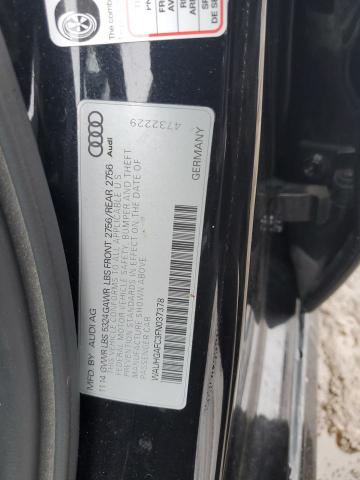 MFD. BY AUDI AG
11 14 GVWR LBS 5324 GAWR LBS FRONT 2756/REAR 2756
THIS VEHICLE CONFORMS TO ALL APPLICABLE U.S.
FEDERAL MOTOR VEHICLE SAFETY, BUMPER AND THEFT
PREVENTION STANDARDS IN EFFECT ON THE DATE OF
MANUFACTURE SHOWN ABOVE.
PASSENGER CAR
WAUHGAFC3FN037378
GERMANY
Audi
4732229